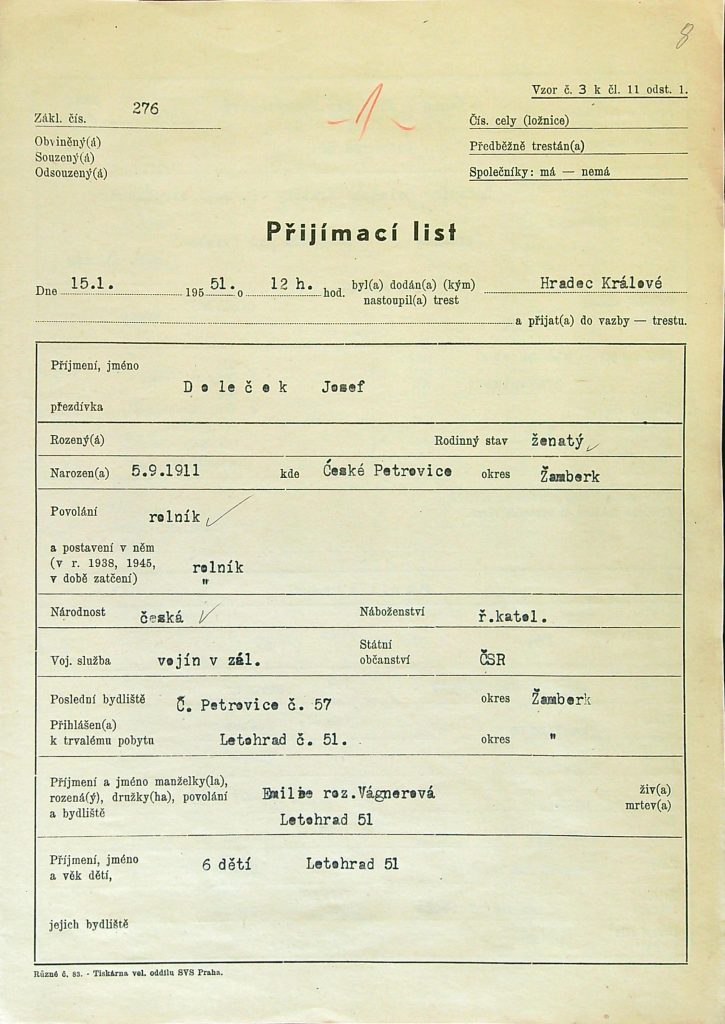 8
Vzor č. 3 k čl. 11 odst. 1.
Zákl. čís. 276
1
Čís. cely (ložnice)
Obviněný(á)
Souzený(á)
Odsouzený(á)
Předběžně trestán(a)
Společníky: má — nemá
Přijímací list
Dne 15.1. 195 51. o 12 h. hod. byl(a) dodán(a) (kým) Hradec Králové
nastoupil(a) trest
a přijat(a) do vazby — trestu.
Příjmení, jméno
D o l e č e k Josef
přezdívka
Rozený(á) Rodinný stav ženatý
Narozen(a) 5.9.1911 kde České Petrovice okres Žamberk
Povolání rolník
a postavení v něm
(v r. 1938, 1945, rolník
v době zatčení) "
Národnost česká Náboženství ř.katol.
Voj. služba vojín v zál. Státní
občanství ČSR
Poslední bydliště Č. Petrovice č. 57 okres Žamberk
Přihlášen(a)
k trvalému pobytu Letohrad č. 51. okres "
Příjmení a jméno manželky(la),
rozená(ý), družky(ha), povolání Emilie roz.Vágnerová živ(a)
a bydliště Letohrad 51 mrtev(a)
Příjmení, jméno
a věk dětí, 6 dětí Letohrad 51
jejich bydliště
Různé č. 83. - Tiskárna vel. oddílu SVS Praha.